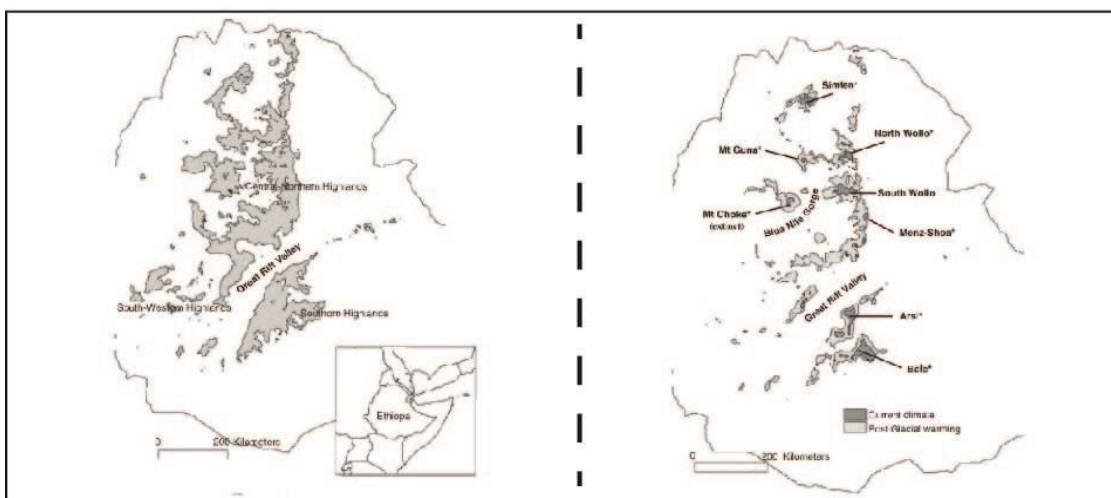 Central-Northern Highlands
Great Rift Valley
South-Western Highlands
Southern Highlands
Ethiopia
0 200 Kilometers
Simien*
North Wollo*
Mt Guna*
South Wollo
Mt Choke*
(extinct)
Blue Nile Gorge
Menz-Shoa*
Great Rift Valley
Arsi*
Bale*
Current climate
Post Glacial warming
0 200 Kilometers